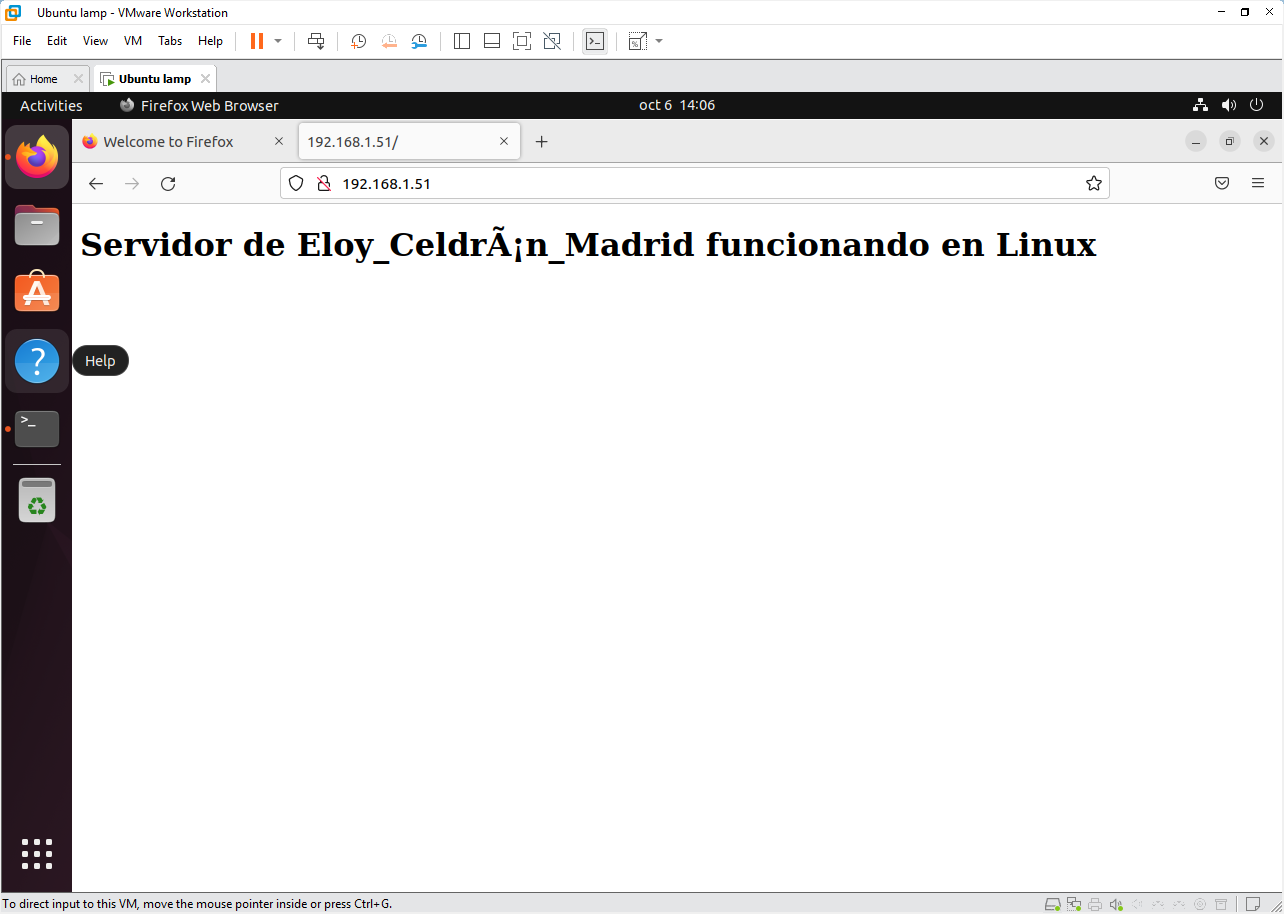 Ubuntu lamp - VMware Workstation
File Edit View VM Tabs Help
Home Ubuntu lamp
Activities Firefox Web Browser oct 6 14:06
Welcome to Firefox 192.168.1.51/
192.168.1.51
Servidor de Eloy_CeldrÃ¡n_Madrid funcionando en Linux
Help
To direct input to this VM, move the mouse pointer inside or press Ctrl+G.